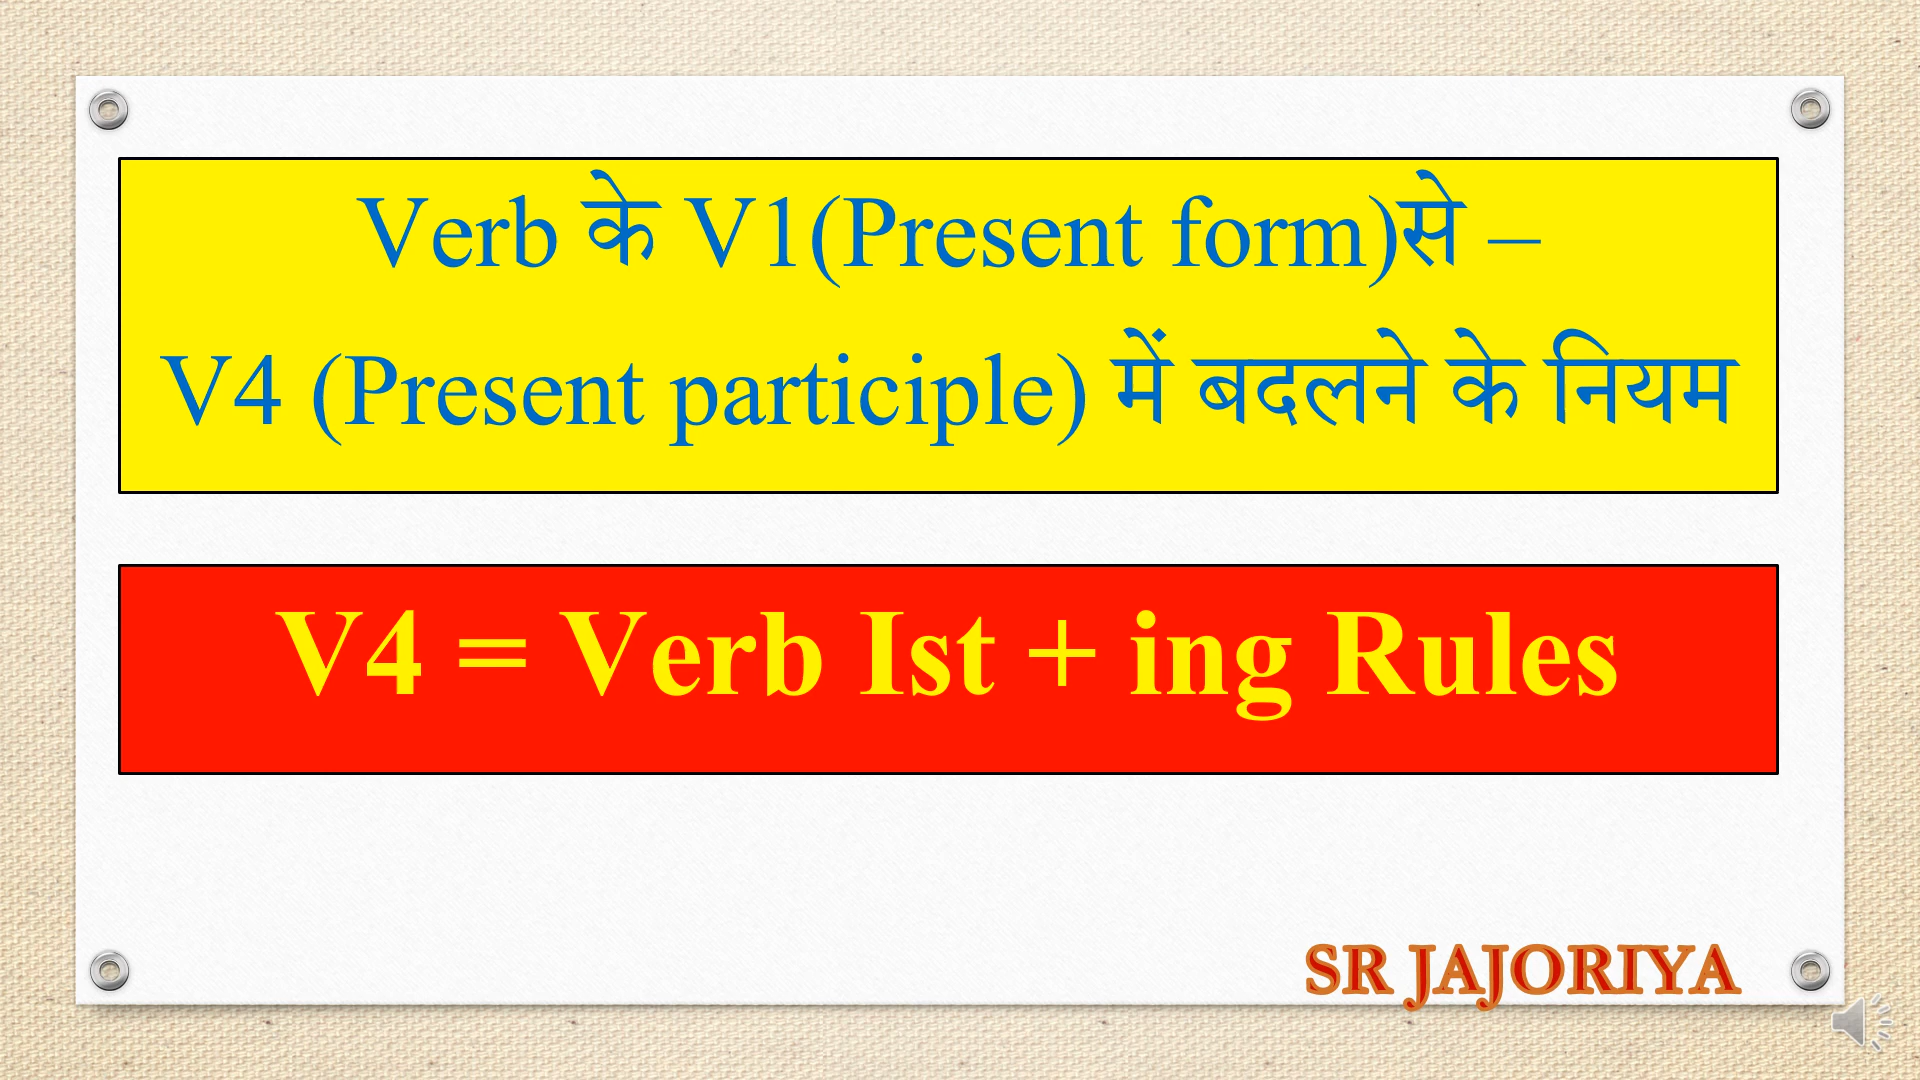 Verb के V1(Present form)से –
V4 (Present participle) में बदलने के नियम
V4 = Verb Ist + ing Rules
SR JAJORIYA